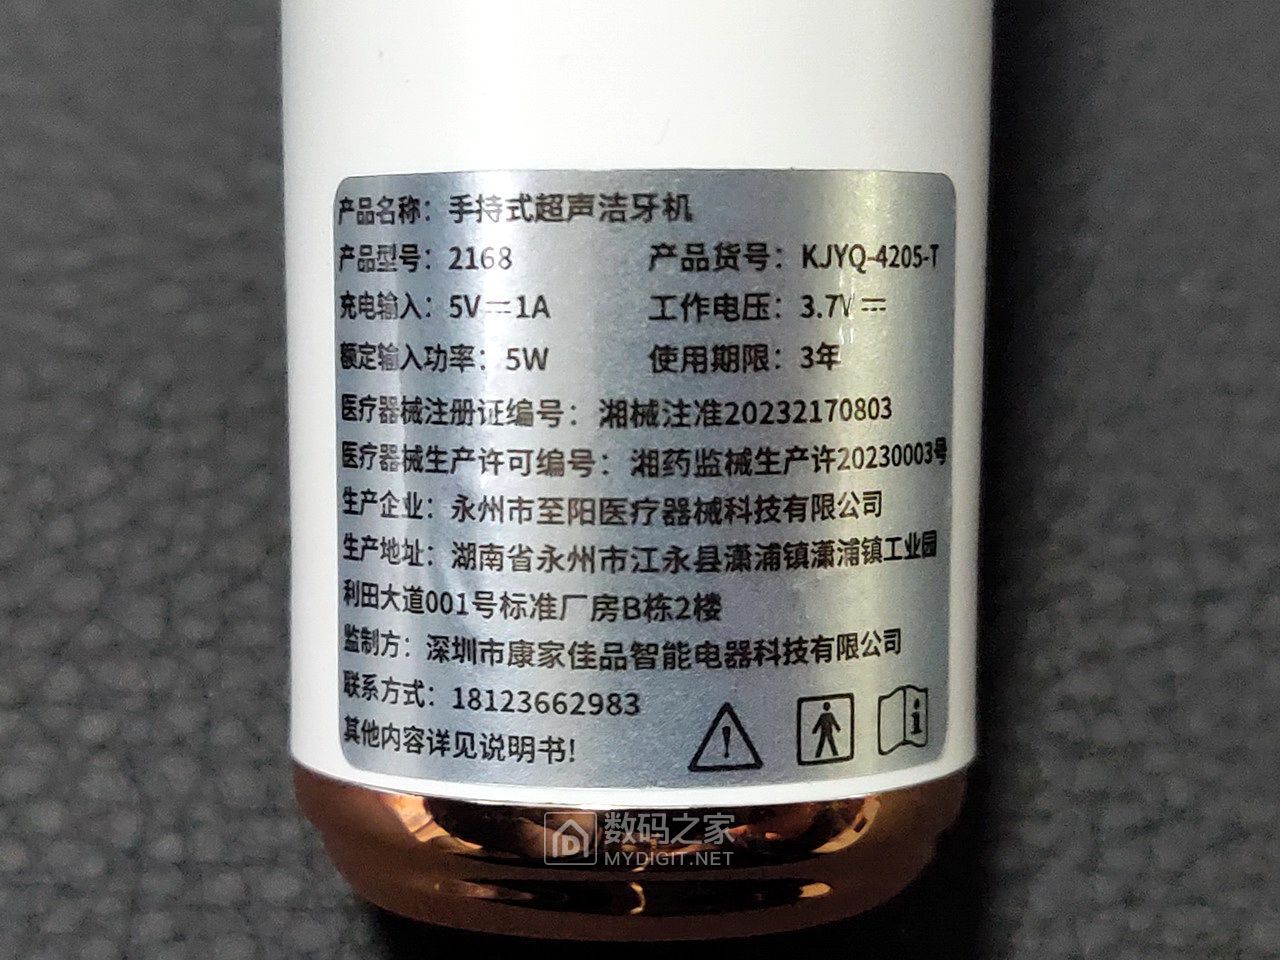 产品名称：手持式超声洁牙机
产品型号：2168 产品货号：KJYQ-4205-T
充电输入：5V⎓1A 工作电压：3.7V⎓
额定输入功率：5W 使用期限：3年
医疗器械注册证编号：湘械注准20232170803
医疗器械生产许可编号：湘药监械生产许20230003号
生产企业：永州市至阳医疗器械科技有限公司
生产地址：湖南省永州市江永县潇浦镇潇浦镇工业园
利田大道001号标准厂房B栋2楼
监制方：深圳市康家佳品智能电器科技有限公司
联系方式：18123662983
其他内容详见说明书!
数码之家
MYDIGIT.NET